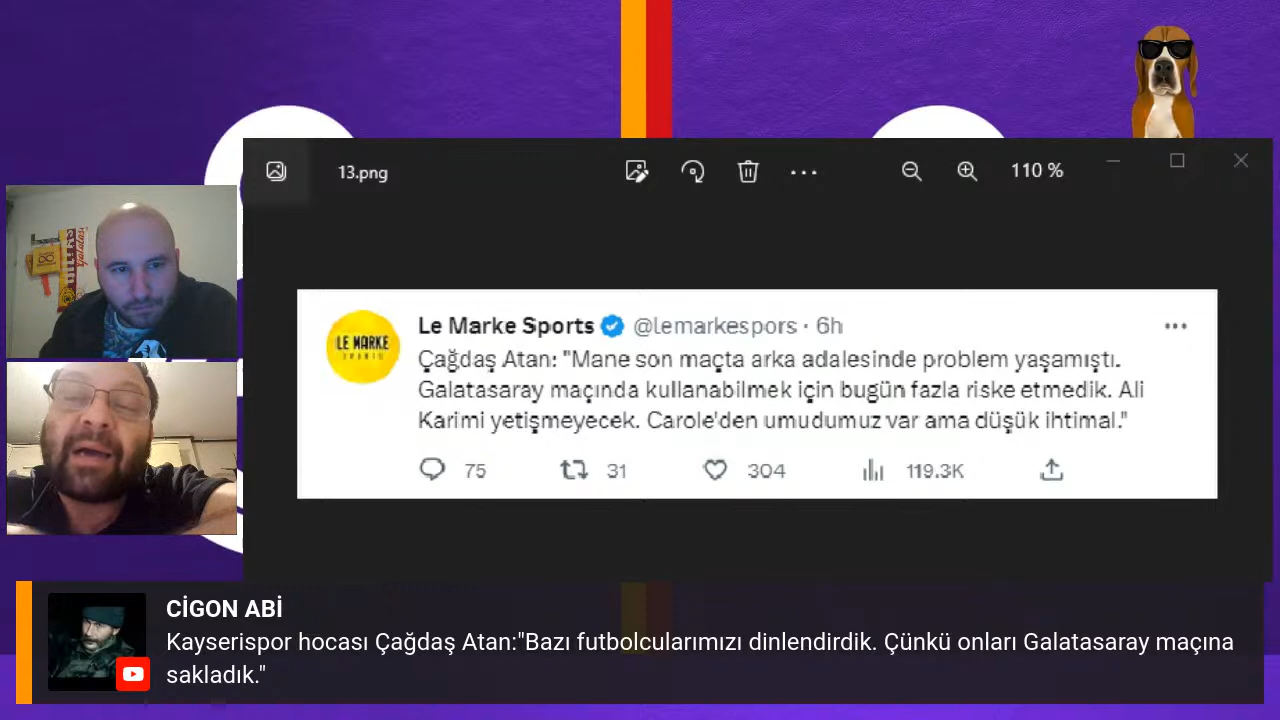 13.png
110 %
LE MARKE
SPORTS
Le Marke Sports @lemarkespors · 6h
Çağdaş Atan: "Mane son maçta arka adalesinde problem yaşamıştı.
Galatasaray maçında kullanabilmek için bugün fazla riske etmedik. Ali
Karimi yetişmeyecek. Carole'den umudumuz var ama düşük ihtimal."
75 31 304 119.3K
CİGON ABİ
Kayserispor hocası Çağdaş Atan:"Bazı futbolcularımızı dinlendirdik. Çünkü onları Galatasaray maçına
sakladık."